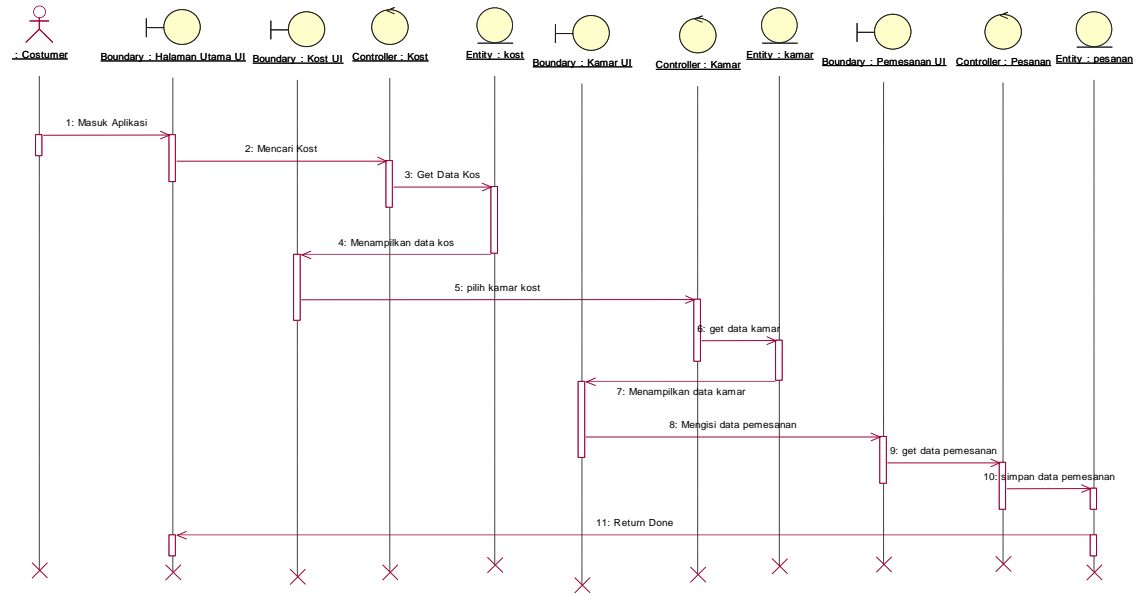 : Costumer
Boundary : Halaman Utama UI
Boundary : Kost UI
Controller : Kost
Entity : kost
Boundary : Kamar UI
Controller : Kamar
Entity : kamar
Boundary : Pemesanan UI
Controller : Pesanan
Entity : pesanan
1: Masuk Aplikasi
2: Mencari Kost
3: Get Data Kos
4: Menampilkan data kos
5: pilih kamar kost
6: get data kamar
7: Menampilkan data kamar
8: Mengisi data pemesanan
9: get data pemesanan
10: simpan data pemesanan
11: Return Done